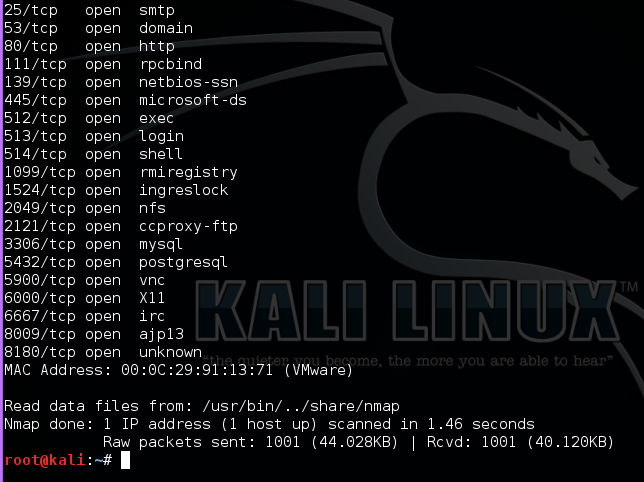 25/tcp   open  smtp
53/tcp   open  domain
80/tcp   open  http
111/tcp  open  rpcbind
139/tcp  open  netbios-ssn
445/tcp  open  microsoft-ds
512/tcp  open  exec
513/tcp  open  login
514/tcp  open  shell
1099/tcp open  rmiregistry
1524/tcp open  ingreslock
2049/tcp open  nfs
2121/tcp open  ccproxy-ftp
3306/tcp open  mysql
5432/tcp open  postgresql
5900/tcp open  vnc
6000/tcp open  X11
6667/tcp open  irc
8009/tcp open  ajp13
8180/tcp open  unknown
KALI LINUX™
"the quieter you become, the more you are able to hear"
MAC Address: 00:0C:29:91:13:71 (VMware)
Read data files from: /usr/bin/../share/nmap
Nmap done: 1 IP address (1 host up) scanned in 1.46 seconds
           Raw packets sent: 1001 (44.028KB) | Rcvd: 1001 (40.120KB)
root@kali:~#